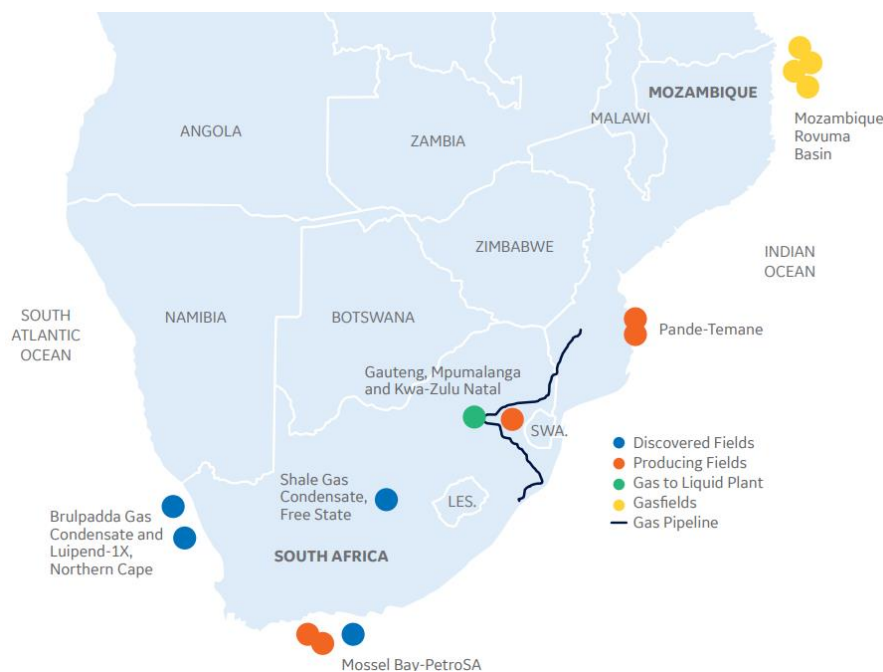 MOZAMBIQUE
Mozambique
Rovuma
Basin
MALAWI
ANGOLA
ZAMBIA
ZIMBABWE
INDIAN
OCEAN
SOUTH
ATLANTIC
OCEAN
NAMIBIA
BOTSWANA
Pande-Temane
Gauteng, Mpumalanga
and Kwa-Zulu Natal
SWA.
Discovered Fields
Producing Fields
Gas to Liquid Plant
Gasfields
Gas Pipeline
Shale Gas
Condensate,
Free State
LES.
Brulpadda Gas
Condensate and
Luipend-1X,
Northern Cape
SOUTH AFRICA
Mossel Bay-PetroSA